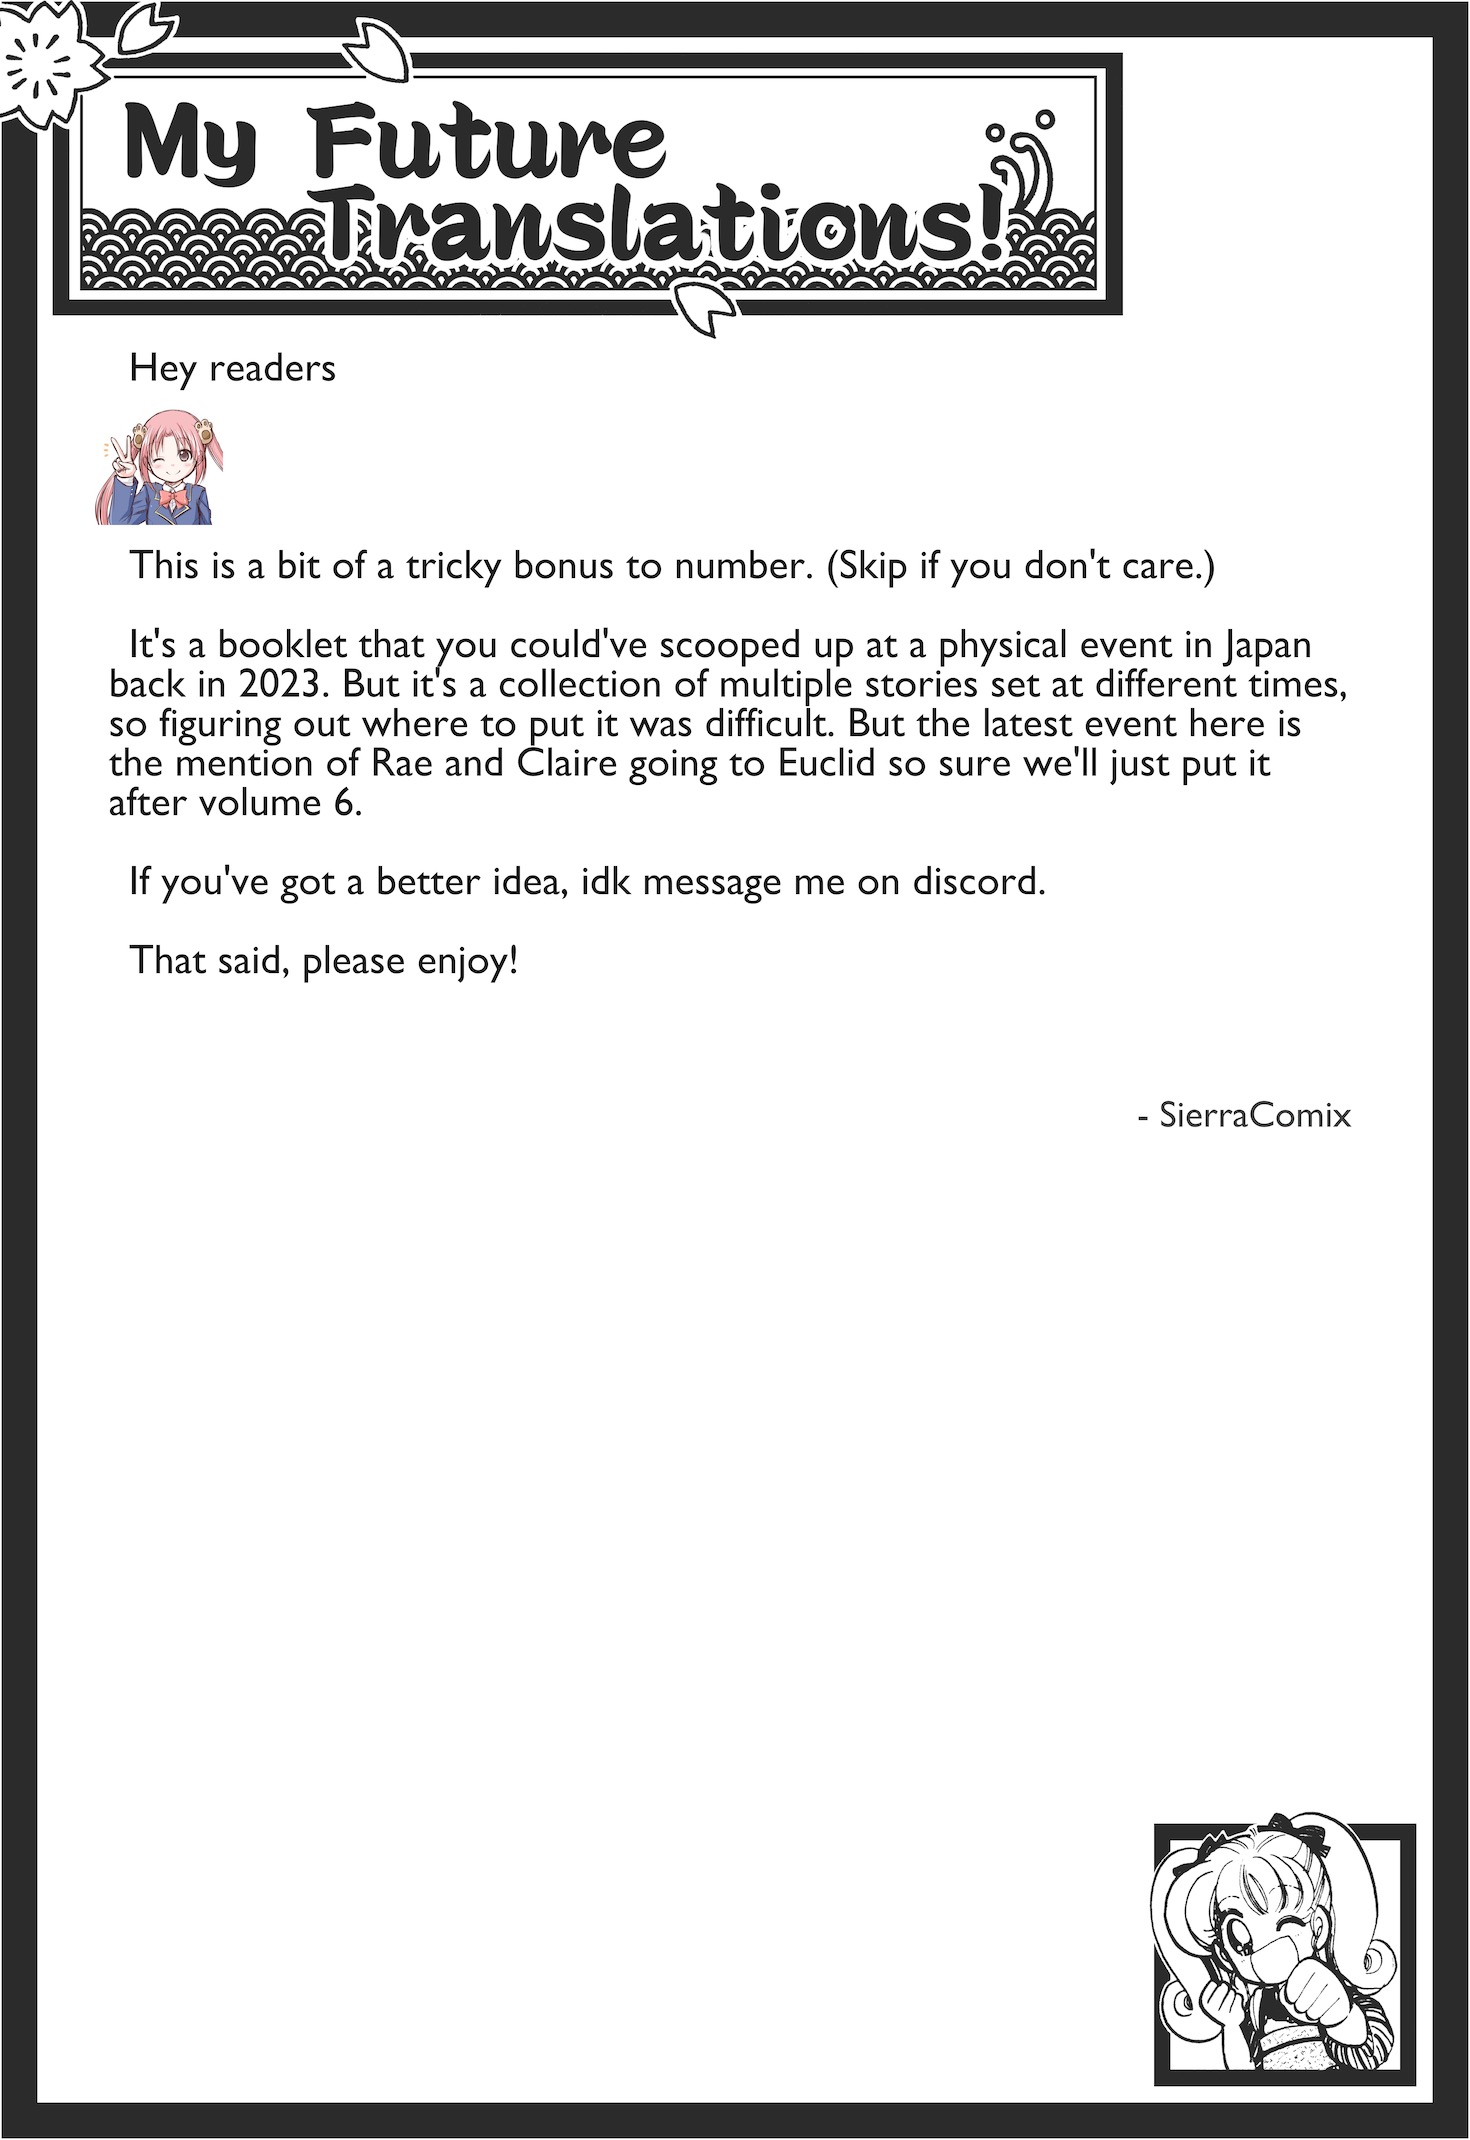 My Future
Translations!
Hey readers
This is a bit of a tricky bonus to number. (Skip if you don't care.)
It's a booklet that you could've scooped up at a physical event in Japan
back in 2023. But it's a collection of multiple stories set at different times,
so figuring out where to put it was difficult. But the latest event here is
the mention of Rae and Claire going to Euclid so sure we'll just put it
after volume 6.
If you've got a better idea, idk message me on discord.
That said, please enjoy!
- SierraComix